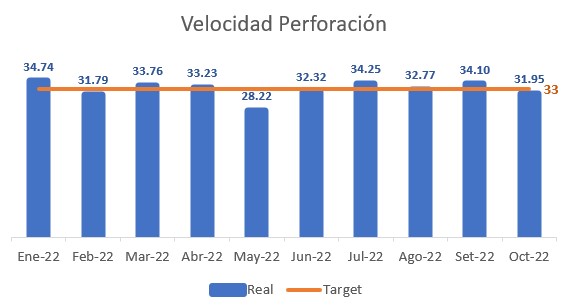 Velocidad Perforación
34.74 31.79 33.76 33.23 28.22 32.32 34.25 32.77 34.10 31.95 33
Ene-22 Feb-22 Mar-22 Abr-22 May-22 Jun-22 Jul-22 Ago-22 Set-22 Oct-22
Real Target